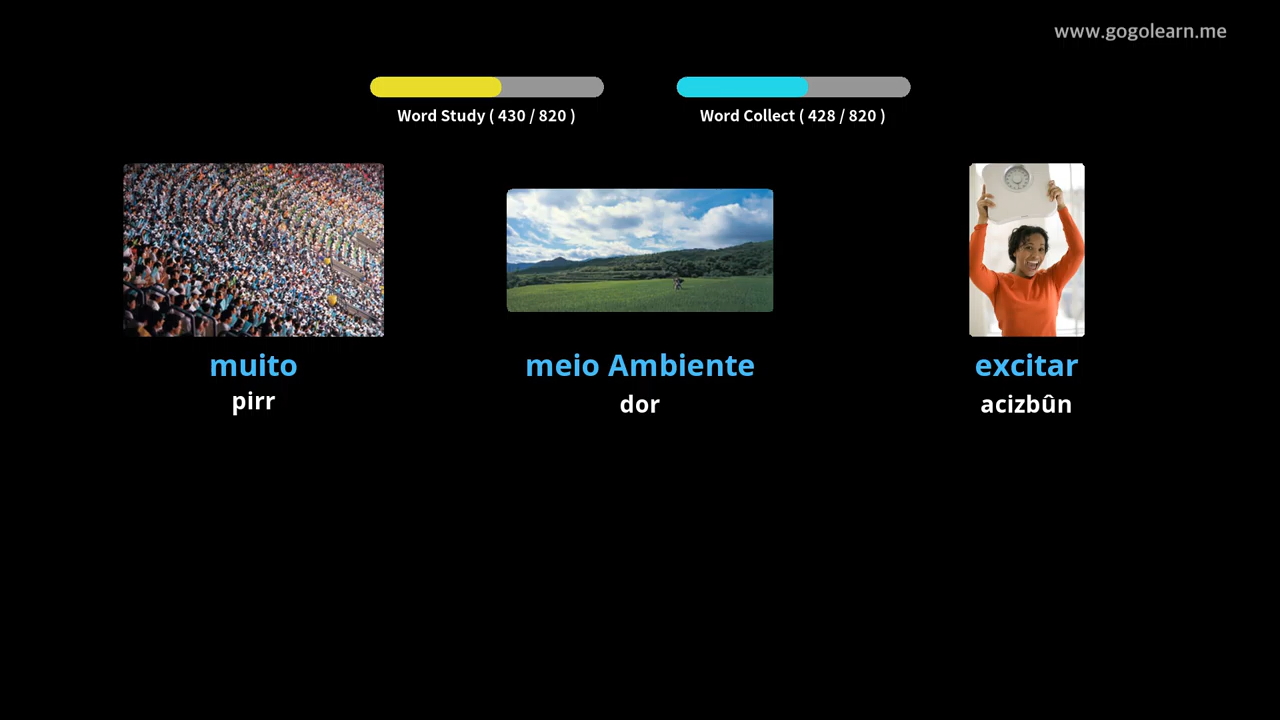 www.gogolearn.me
Word Study ( 430 / 820 )
Word Collect ( 428 / 820 )
muito
pirr
meio Ambiente
dor
excitar
acizbûn